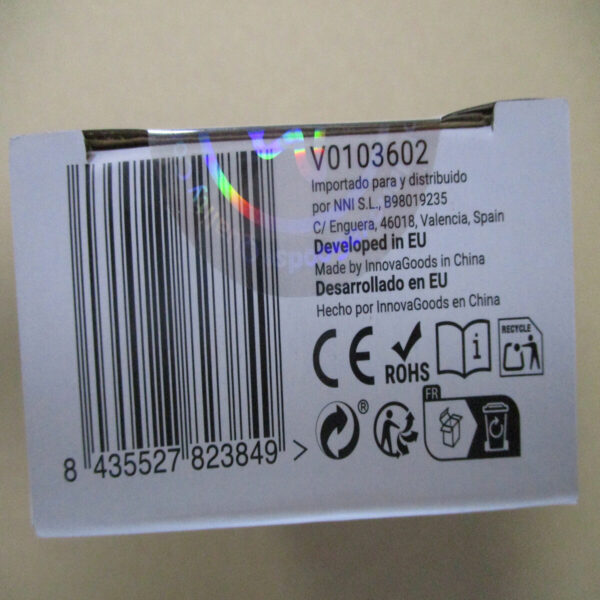 V0103602
Importado para y distribuido
por NNI S.L., B98019235
C/ Enguera, 46018, Valencia, Spain
Developed in EU
Made by InnovaGoods in China
Desarrollado en EU
Hecho por InnovaGoods en China
CE
ROHS
i
RECYCLE
®
FR
8 435527 823849 >